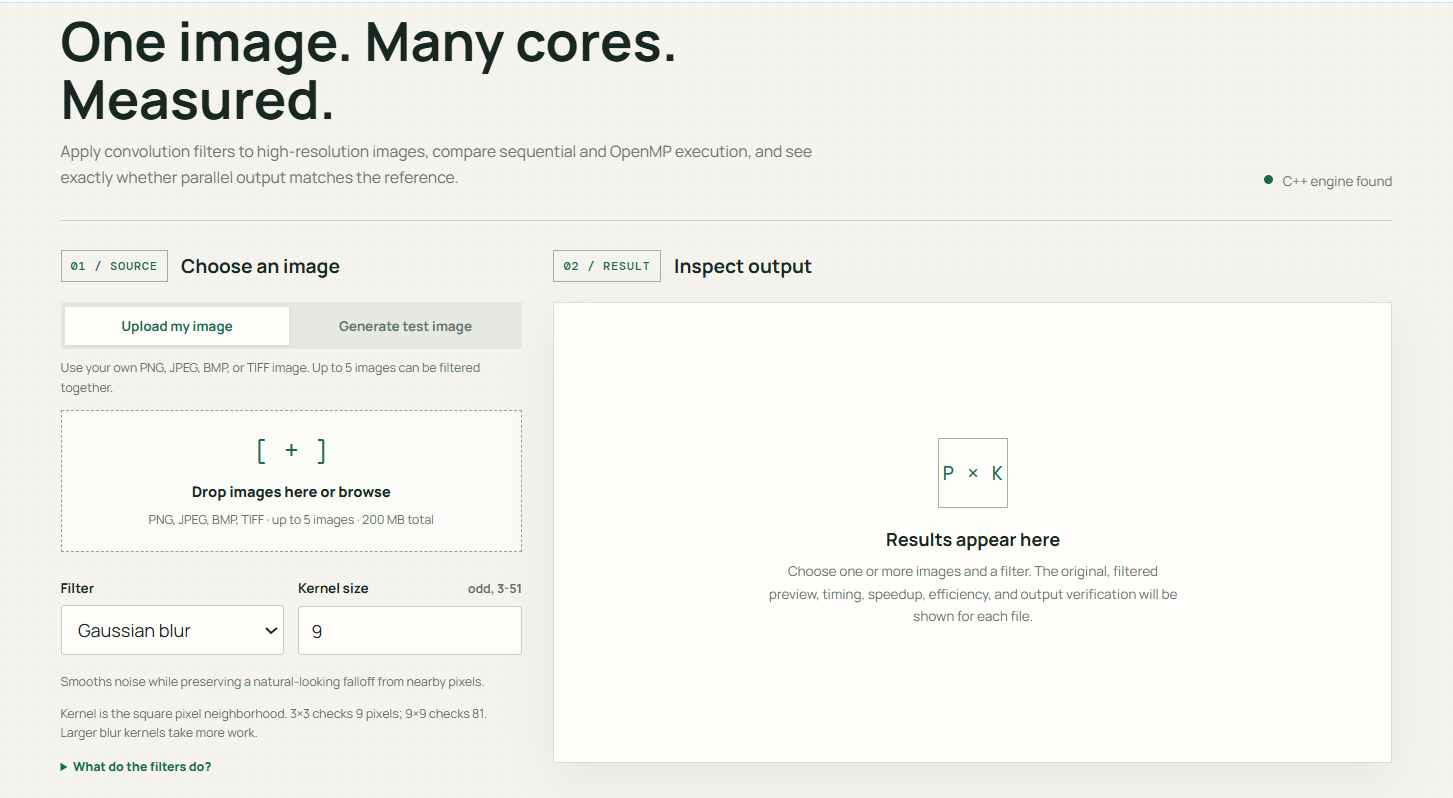 One image. Many cores.
Measured.
Apply convolution filters to high-resolution images, compare sequential and OpenMP execution, and see
exactly whether parallel output matches the reference.
C++ engine found
01 / SOURCE
Choose an image
Upload my image
Generate test image
Use your own PNG, JPEG, BMP, or TIFF image. Up to 5 images can be filtered
together.
[ + ]
Drop images here or browse
PNG, JPEG, BMP, TIFF · up to 5 images · 200 MB total
Filter
Kernel size
odd, 3-51
Gaussian blur
9
Smooths noise while preserving a natural-looking falloff from nearby pixels.
Kernel is the square pixel neighborhood. 3×3 checks 9 pixels; 9×9 checks 81.
Larger blur kernels take more work.
What do the filters do?
02 / RESULT
Inspect output
P × K
Results appear here
Choose one or more images and a filter. The original, filtered
preview, timing, speedup, efficiency, and output verification will be
shown for each file.